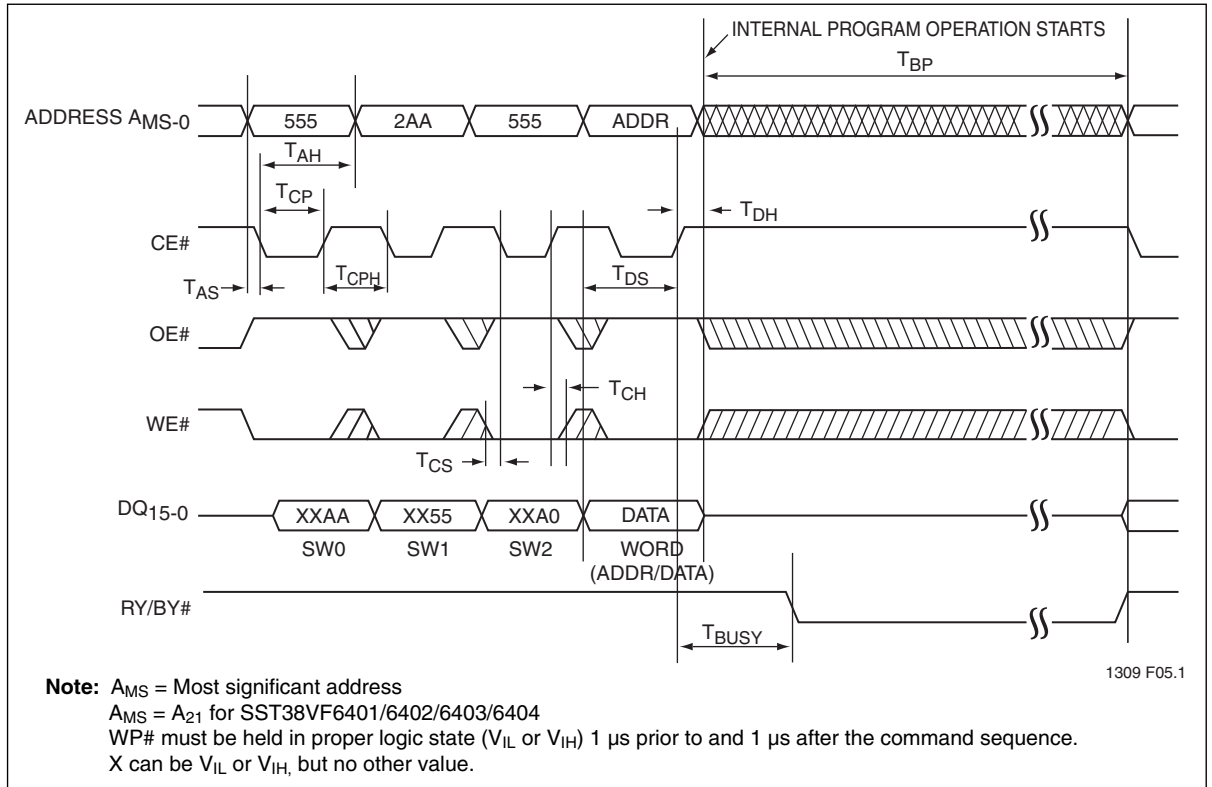 INTERNAL PROGRAM OPERATION STARTS
TBP
ADDRESS AMS-0
555
2AA
555
ADDR
TAH
TCP
TDH
CE#
TCPH
TDS
TAS
OE#
TCH
WE#
TCS
DQ15-0
XXAA
XX55
XXA0
DATA
SW0
SW1
SW2
WORD
(ADDR/DATA)
RY/BY#
TBUSY
1309 F05.1
Note: AMS = Most significant address
AMS = A21 for SST38VF6401/6402/6403/6404
WP# must be held in proper logic state (VIL or VIH) 1 µs prior to and 1 µs after the command sequence.
X can be VIL or VIH, but no other value.